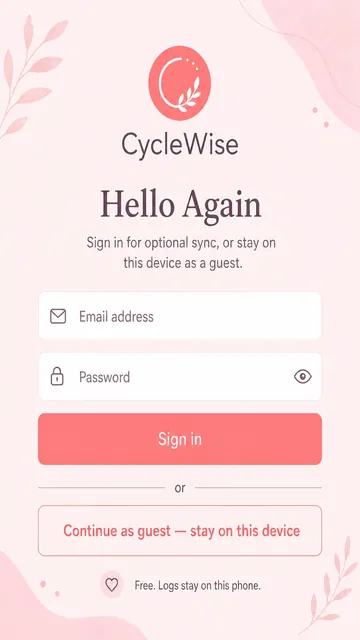 CycleWise
Hello Again
Sign in for optional sync, or stay on
this device as a guest.
Email address
Password
Sign in
or
Continue as guest — stay on this device
Free. Logs stay on this phone.